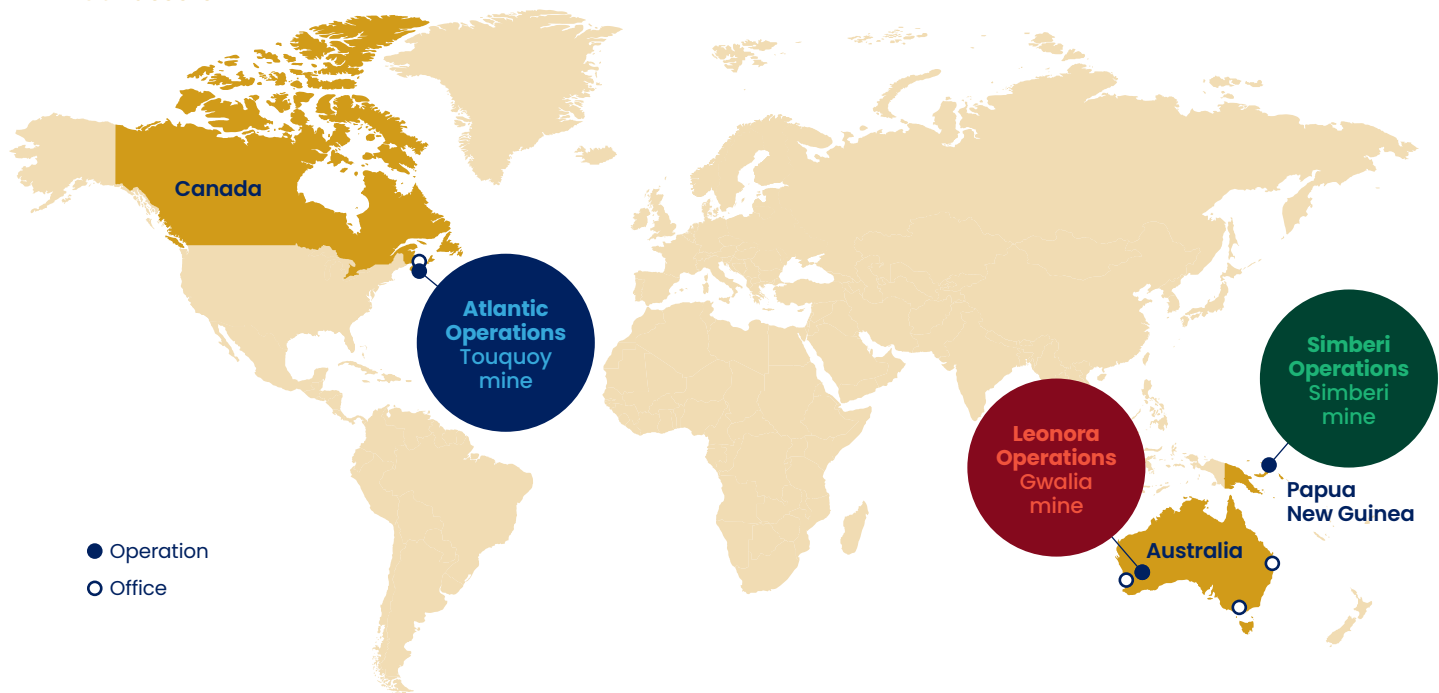 Canada
Atlantic
Operations
Touquoy
mine
Simberi
Operations
Simberi
mine
Leonora
Operations
Gwalia
mine
Papua
New Guinea
Australia
Operation
Office